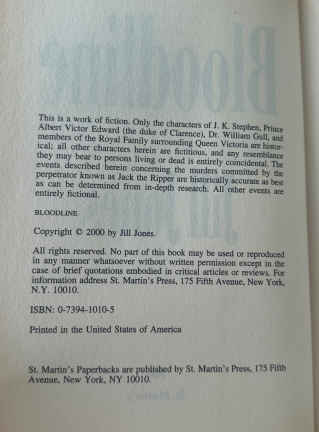 This is a work of fiction. Only the characters of J. K. Stephen, Prince
Albert Victor Edward (the duke of Clarence), Dr. William Gull, and
members of the Royal Family surrounding Queen Victoria are histor-
ical; all other characters herein are fictitious, and any resemblance
they may bear to persons living or dead is entirely coincidental. The
events described herein concerning the murders committed by the
perpetrator known as Jack the Ripper are historically accurate as best
as can be determined from in-depth research. All other events are
entirely fictional.
BLOODLINE
Copyright © 2000 by Jill Jones.
All rights reserved. No part of this book may be used or reproduced
in any manner whatsoever without written permission except in the
case of brief quotations embodied in critical articles or reviews. For
information address St. Martin's Press, 175 Fifth Avenue, New York,
N.Y. 10010.
ISBN: 0-7394-1010-5
Printed in the United States of America
St. Martin's Paperbacks are published by St. Martin's Press, 175 Fifth
Avenue, New York, NY 10010.